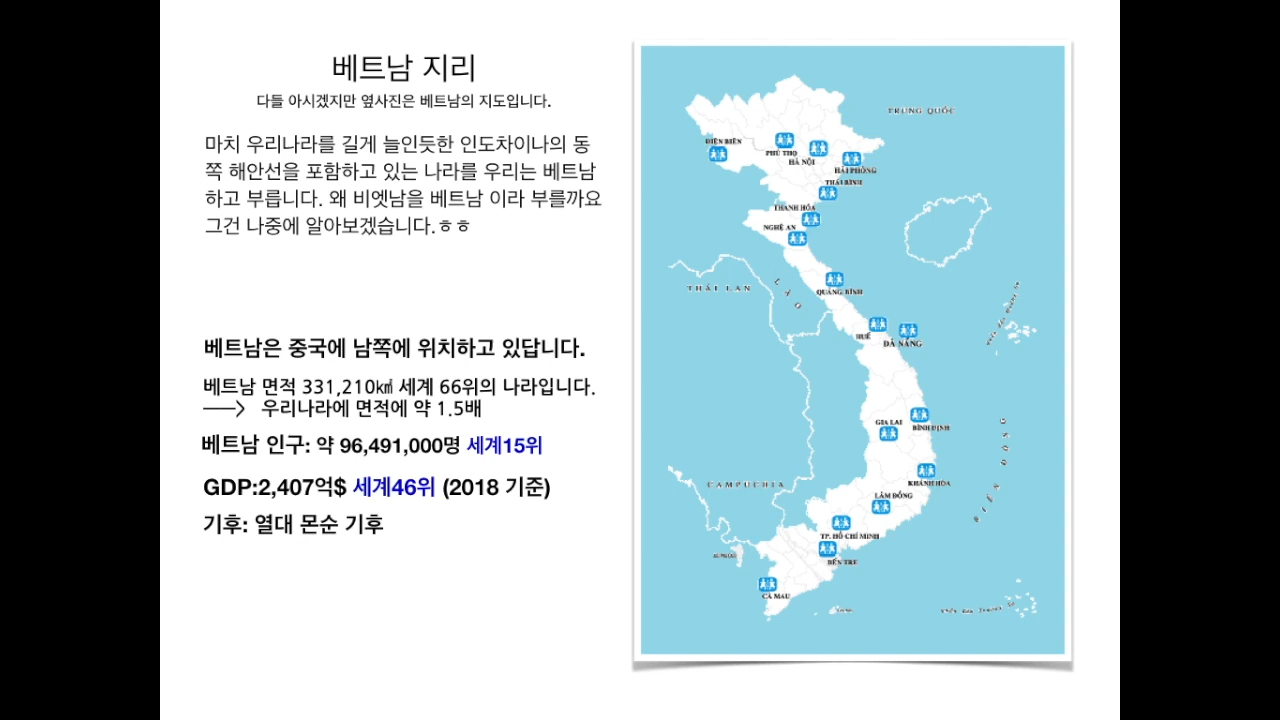 베트남 지리
다들 아시겠지만 옆사진은 베트남의 지도입니다.
마치 우리나라를 길게 늘인듯한 인도차이나의 동
쪽 해안선을 포함하고 있는 나라를 우리는 베트남
하고 부릅니다. 왜 비엣남을 베트남 이라 부를까요
그건 나중에 알아보겠습니다.ㅎㅎ
베트남은 중국에 남쪽에 위치하고 있답니다.
베트남 면적 331,210㎢ 세계 66위의 나라입니다.
——> 우리나라에 면적에 약 1.5배
베트남 인구: 약 96,491,000명 세계15위
GDP:2,407억$ 세계46위 (2018 기준)
기후: 열대 몬순 기후
TRUNG QUỐC
ĐIỆN BIÊN
PHÚ THỌ
HÀ NỘI
HẢI PHÒNG
THÁI BÌNH
THANH HÓA
NGHỆ AN
THÁI LAN
LÀO
QUẢNG BÌNH
HUẾ
ĐÀ NẴNG
GIA LAI
BÌNH ĐỊNH
BIỂN ĐÔNG
KHÁNH HÒA
CAMPUCHIA
LÂM ĐỒNG
TP. HỒ CHÍ MINH
BẾN TRE
CÀ MAU